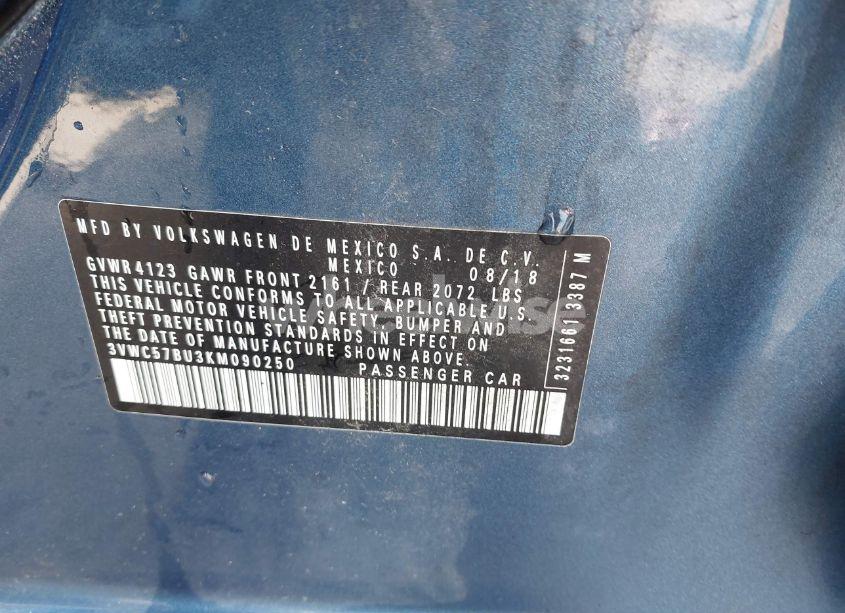 MFD BY VOLKSWAGEN DE MEXICO S.A. DE C.V.
MEXICO 08/18
GVWR 4123 GAWR FRONT 2161 / REAR 2072 LBS
THIS VEHICLE CONFORMS TO ALL APPLICABLE U.S.
FEDERAL MOTOR VEHICLE SAFETY, BUMPER AND
THEFT PREVENTION STANDARDS IN EFFECT ON
THE DATE OF MANUFACTURE SHOWN ABOVE.
3VWC57BU3KM090250 PASSENGER CAR
3231661 3387 M